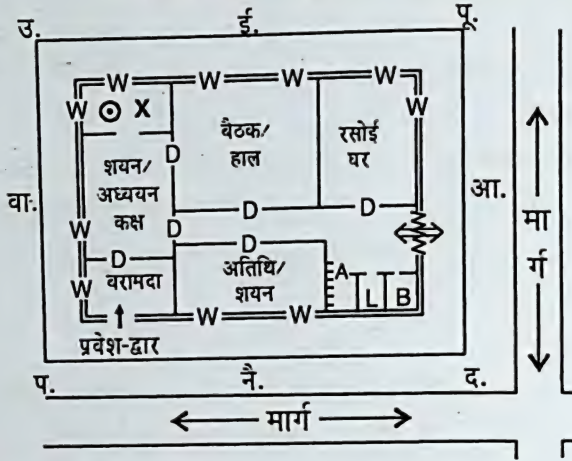 उ. ई. पू.
W W W W
W ⊙ X W
बैठक/
हाल
रसोई
घर
D
शयन/
अध्ययन
कक्ष
वा. आ.
मा
र्ग
W D D D
D D
अतिथि/
शयन
वरामदा
A
L B
W W W
प्रवेश-द्वार
प. नै. द.
मार्ग